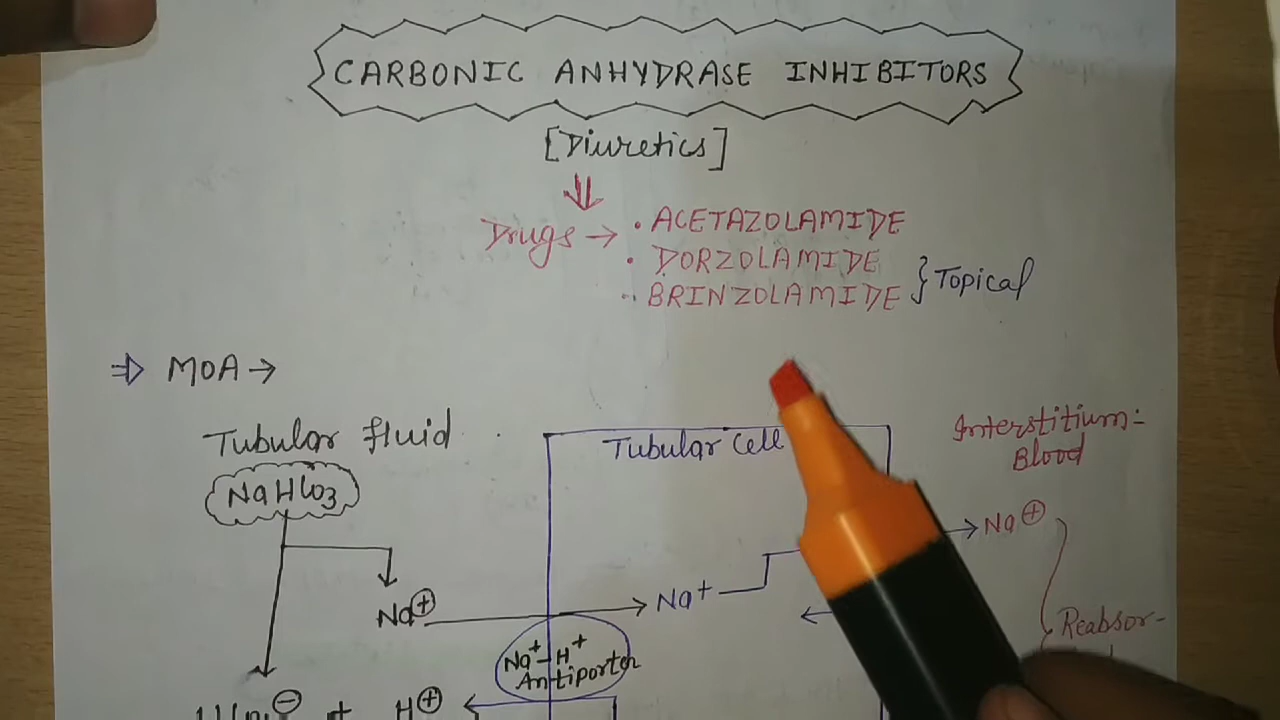 CARBONIC ANHYDRASE INHIBITORS
[Diuretics]
Drugs → • ACETAZOLAMIDE
• DORZOLAMIDE
• BRINZOLAMIDE } Topical
⇒ MOA →
Tubular fluid
Tubular Cell
Interstitium-
Blood
NaHCO3
Na⊕
Na+
Na⊕
Na+-H+
Antiporter
Reabsor-
+ H⊕